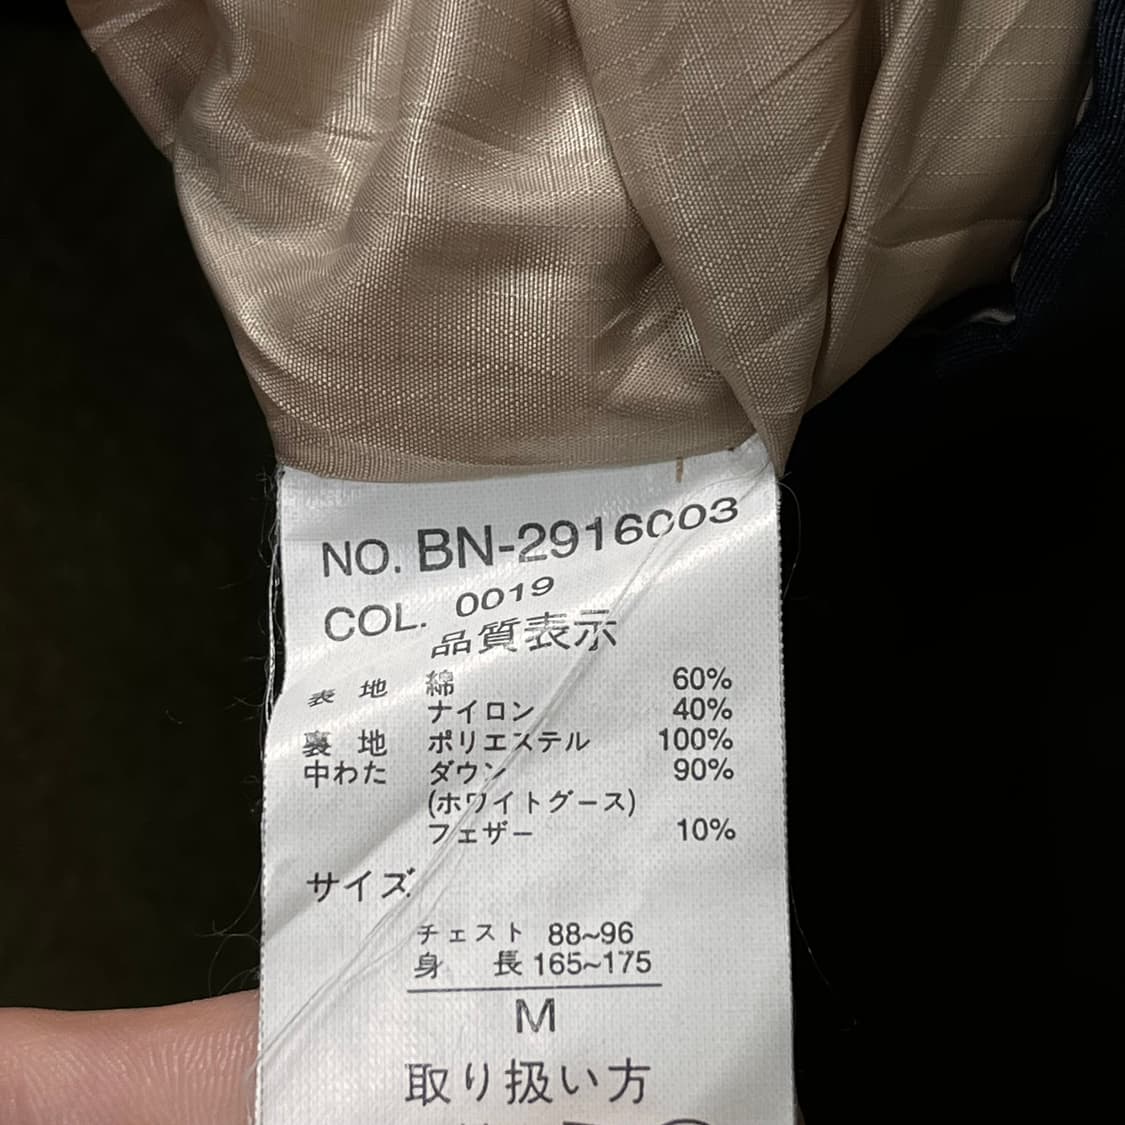 NO. BN-2916003
COL. 0019
品質表示
表 地 綿 60%
ナイロン 40%
裏 地 ポリエステル 100%
中わた ダウン 90%
(ホワイトグース)
フェザー 10%
サイズ
チェスト 88~96
身 長 165~175
M
取り扱い方